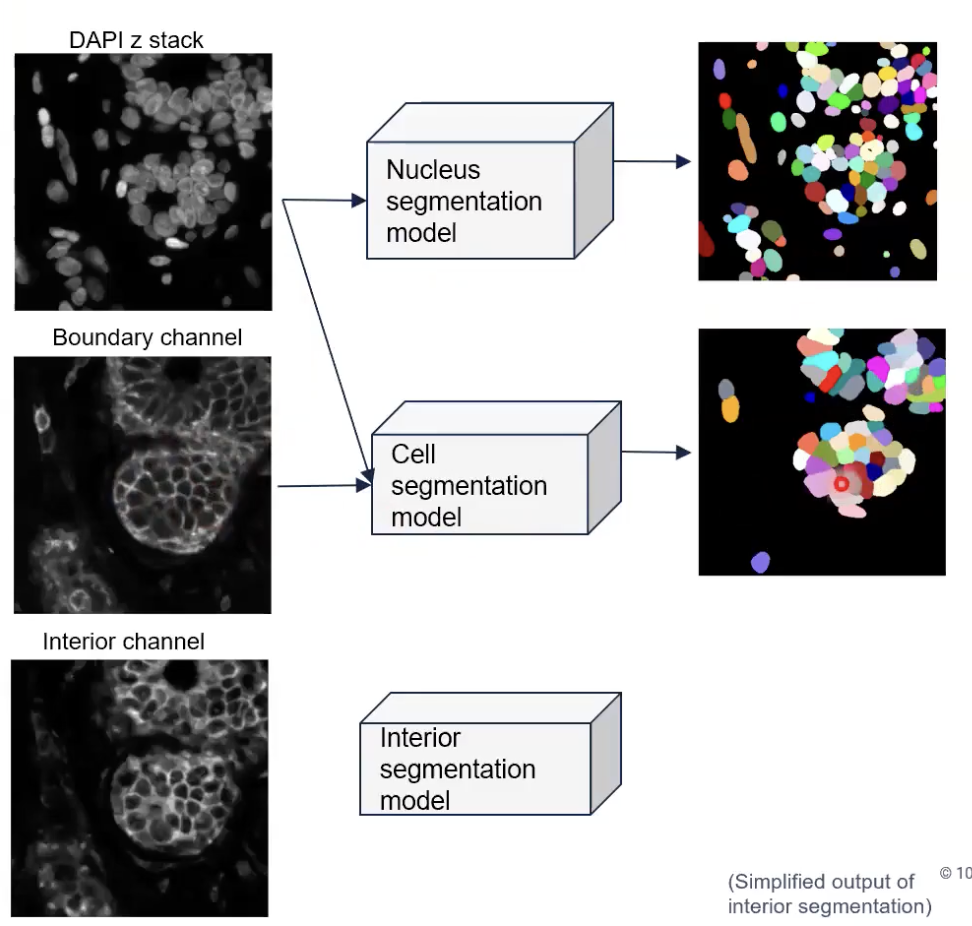 DAPI z stack
Nucleus
segmentation
model
Boundary channel
Cell
segmentation
model
Interior channel
Interior
segmentation
model
(Simplified output of
interior segmentation)
© 10